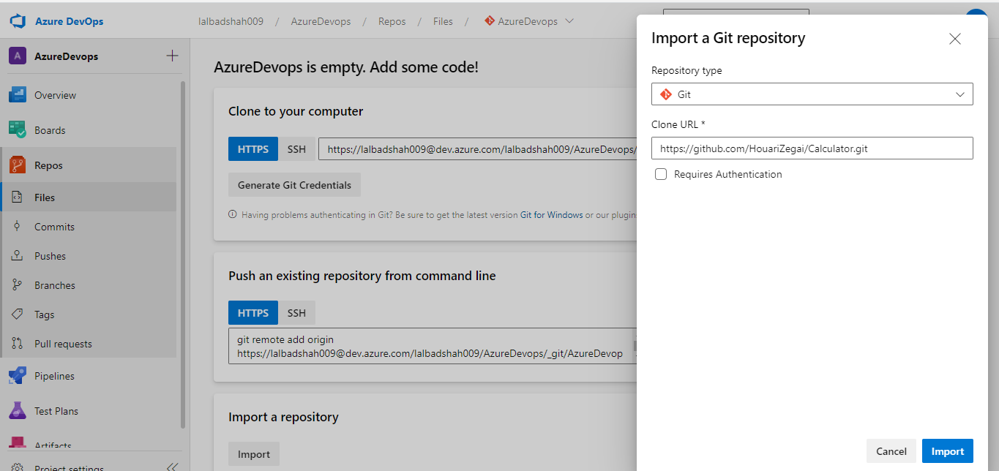 Azure DevOps
lalbadshah009 / AzureDevops / Repos / Files / AzureDevops
A AzureDevops
Overview
Boards
Repos
Files
Commits
Pushes
Branches
Tags
Pull requests
Pipelines
Test Plans
Artifacts
Project settings
AzureDevops is empty. Add some code!
Clone to your computer
HTTPS SSH https://lalbadshah009@dev.azure.com/lalbadshah009/AzureDevops/
Generate Git Credentials
Having problems authenticating in Git? Be sure to get the latest version Git for Windows or our plugin
Push an existing repository from command line
HTTPS SSH
git remote add origin
https://lalbadshah009@dev.azure.com/lalbadshah009/AzureDevops/_git/AzureDevop
Import a repository
Import
Import a Git repository
Repository type
Git
Clone URL *
https://github.com/HouariZegai/Calculator.git
Requires Authentication
Cancel Import